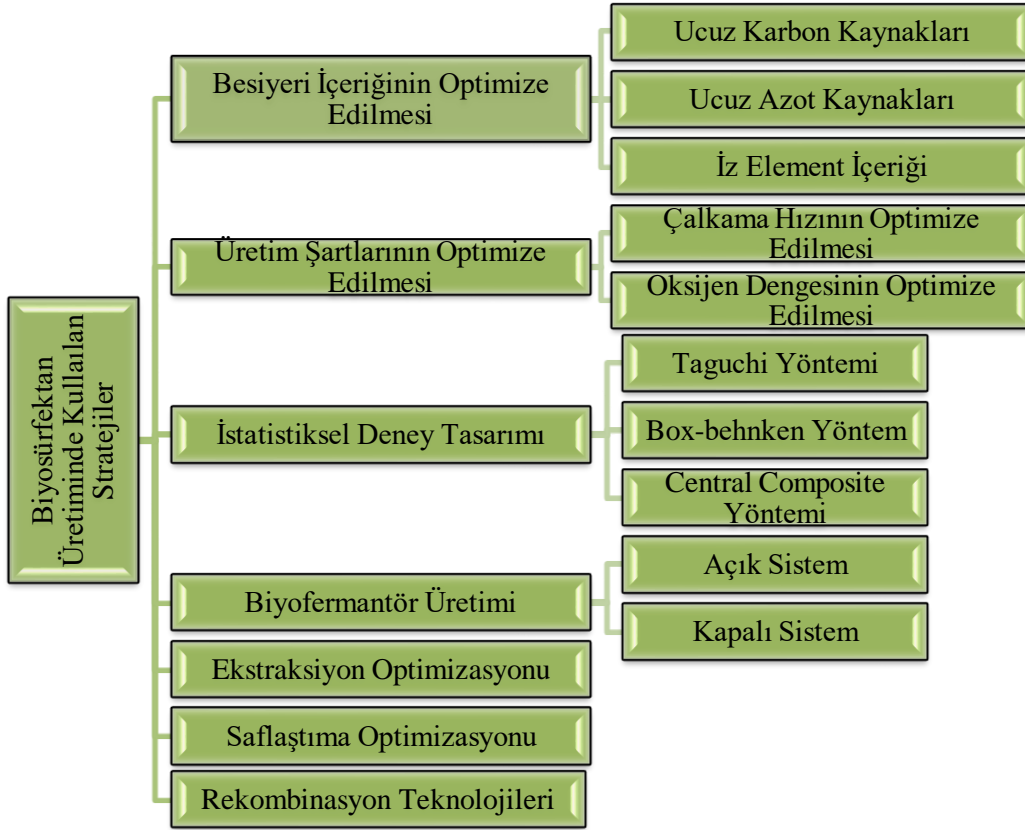 Biyosürfektan
Üretiminde Kullaılan
Stratejiler
Besiyeri İçeriğinin Optimize
Edilmesi
Ucuz Karbon Kaynakları
Ucuz Azot Kaynakları
İz Element İçeriği
Üretim Şartlarının Optimize
Edilmesi
Çalkama Hızının Optimize
Edilmesi
Oksijen Dengesinin Optimize
Edilmesi
İstatistiksel Deney Tasarımı
Taguchi Yöntemi
Box-behnken Yöntem
Central Composite
Yöntemi
Biyofermantör Üretimi
Açık Sistem
Kapalı Sistem
Ekstraksiyon Optimizasyonu
Saflaştıma Optimizasyonu
Rekombinasyon Teknolojileri